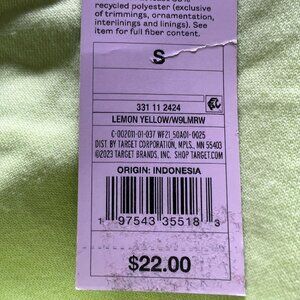 recycled polyester (exclusive
of trimmings, ornamentation,
interlinings and linings). See
item for full fiber content.
S
331 11 2424
LEMON YELLOW/W9LMRW
C-002011-01-037 WF21_50A01-0025
DIST BY TARGET CORPORATION, MPLS., MN 55403
©2023 TARGET BRANDS, INC. SHOP TARGET.COM
ORIGIN: INDONESIA
1 97543 35518 3
$22.00